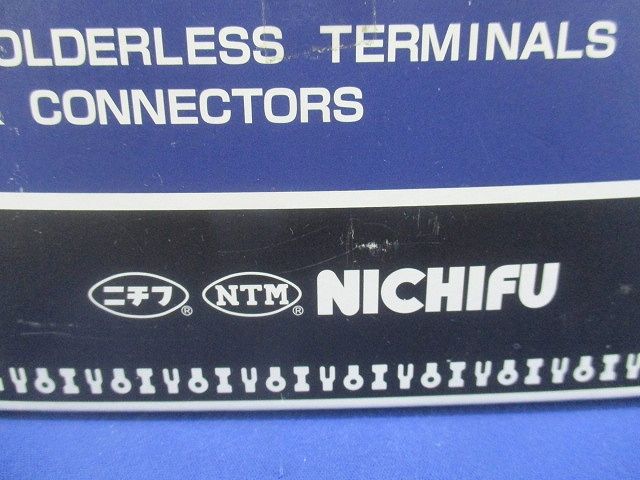 OLDERLESS TERMINALS
& CONNECTORS
ニチフ® NTM® NICHIFU